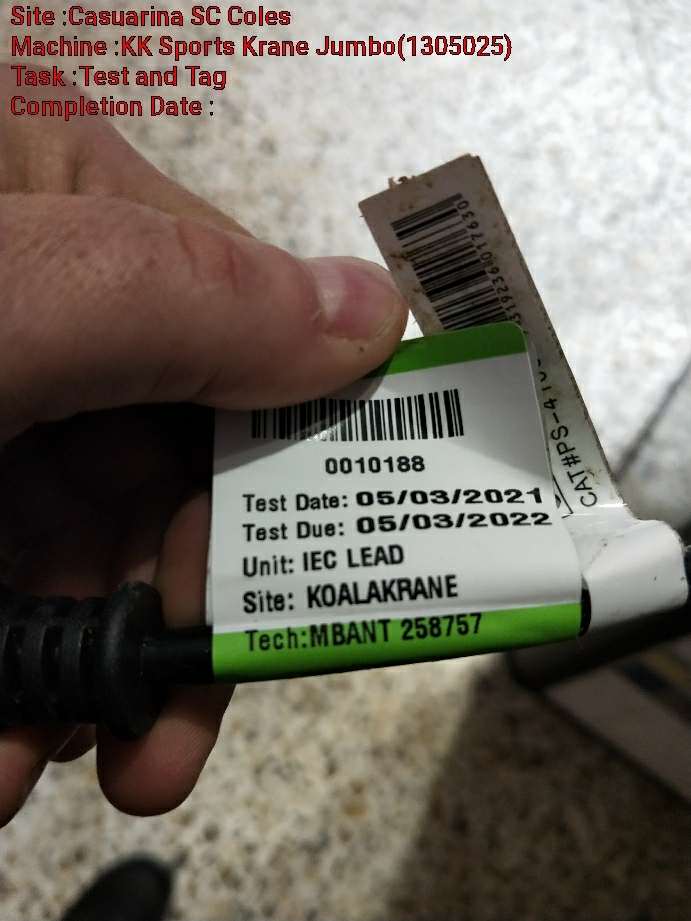 Site :Casuarina SC Coles
Machine :KK Sports Krane Jumbo(1305025)
Task :Test and Tag
Completion Date :
CAT#PS-4
0010188
Test Date: 05/03/2021
Test Due: 05/03/2022
Unit: IEC LEAD
Site: KOALAKRANE
Tech:MBANT 258757